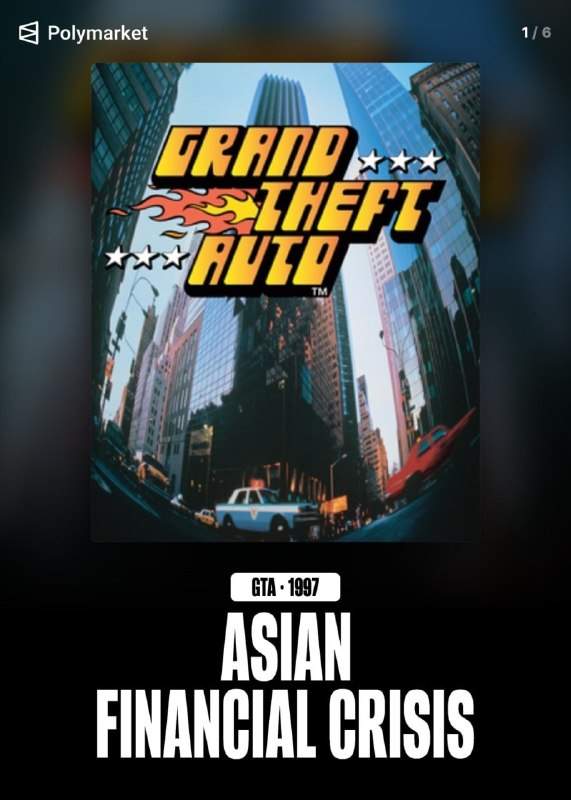 Polymarket
1 / 6
GRAND
THEFT
AUTO
TM
GTA · 1997
ASIAN
FINANCIAL CRISIS